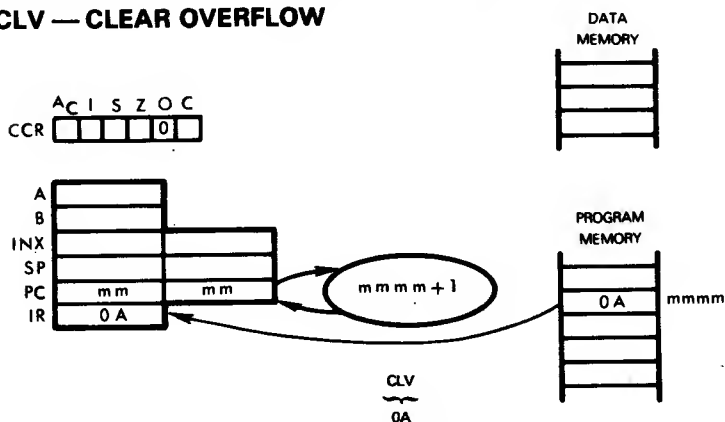 CLV — CLEAR OVERFLOW
DATA
MEMORY
AC I S Z O C
CCR 0
A
B
INX
SP
PC mm mm
IR 0A
mmmm+1
PROGRAM
MEMORY
0A mmmm
CLV
0A